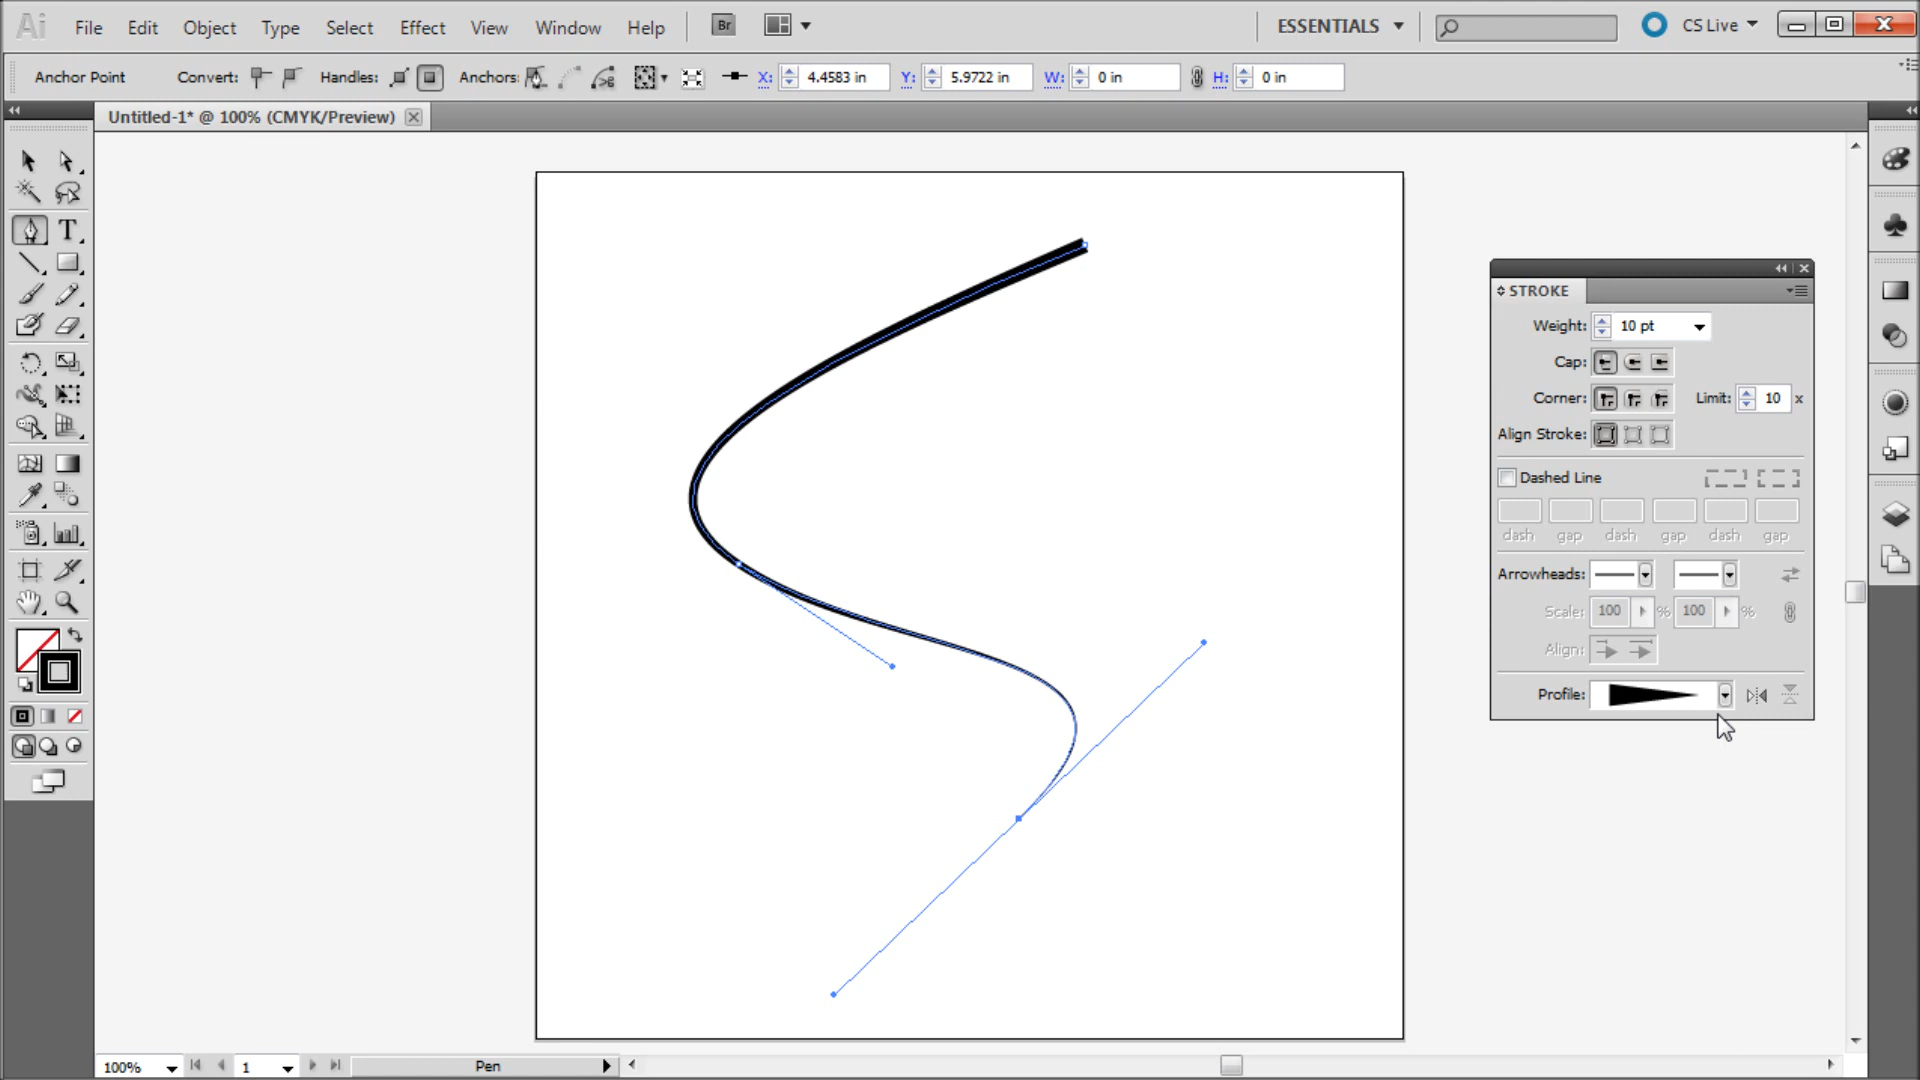 Ai File Edit Object Type Select Effect View Window Help Br ESSENTIALS CS Live
Anchor Point Convert: Handles: Anchors: X: 4.4583 in Y: 5.9722 in W: 0 in H: 0 in
Untitled-1* @ 100% (CMYK/Preview)
T
STROKE
Weight: 10 pt
Cap:
Corner: Limit: 10 x
Align Stroke:
Dashed Line
dash gap dash gap dash gap
Arrowheads:
Scale: 100 % 100 %
Align:
Profile:
100% 1 Pen